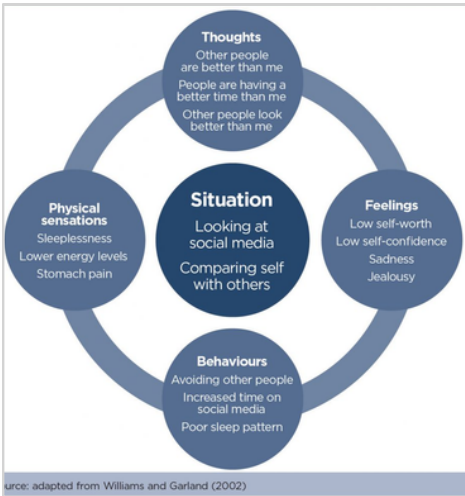 Thoughts
Other people
are better than me
People are having a
better time than me
Other people look
better than me
Physical
sensations
Sleeplessness
Lower energy levels
Stomach pain
Situation
Looking at
social media
Comparing self
with others
Feelings
Low self-worth
Low self-confidence
Sadness
Jealousy
Behaviours
Avoiding other people
Increased time on
social media
Poor sleep pattern
urce: adapted from Williams and Garland (2002)